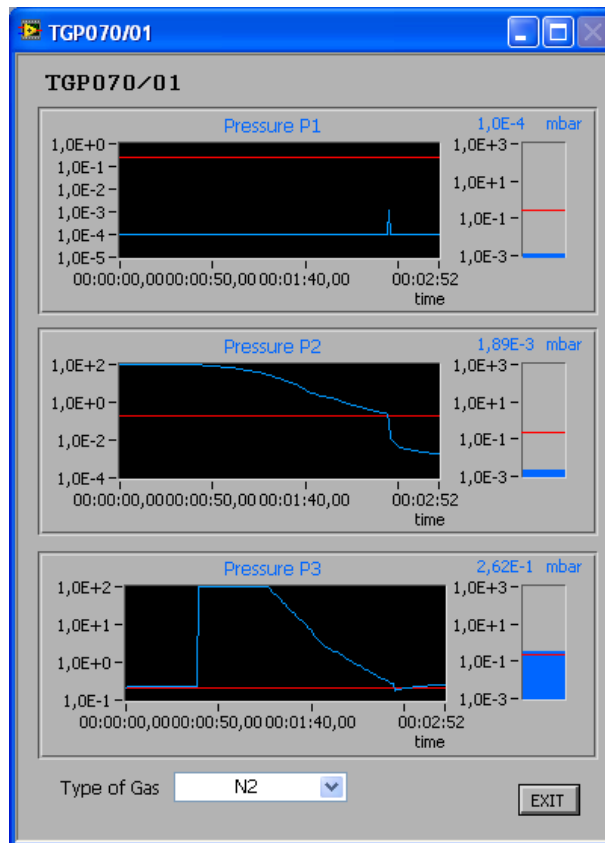 TGP070/01
TGP070/01
Pressure P1
1,0E-4 mbar
1,0E+0
1,0E-1
1,0E-2
1,0E-3
1,0E-4
1,0E-5
00:00:00,00 00:00:50,00 00:01:40,00 00:02:52
time
1,0E+3
1,0E+1
1,0E-1
1,0E-3
Pressure P2
1,89E-3 mbar
1,0E+2
1,0E+0
1,0E-2
1,0E-4
00:00:00,00 00:00:50,00 00:01:40,00 00:02:52
time
1,0E+3
1,0E+1
1,0E-1
1,0E-3
Pressure P3
2,62E-1 mbar
1,0E+2
1,0E+1
1,0E+0
1,0E-1
00:00:00,00 00:00:50,00 00:01:40,00 00:02:52
time
1,0E+3
1,0E+1
1,0E-1
1,0E-3
Type of Gas N2
EXIT